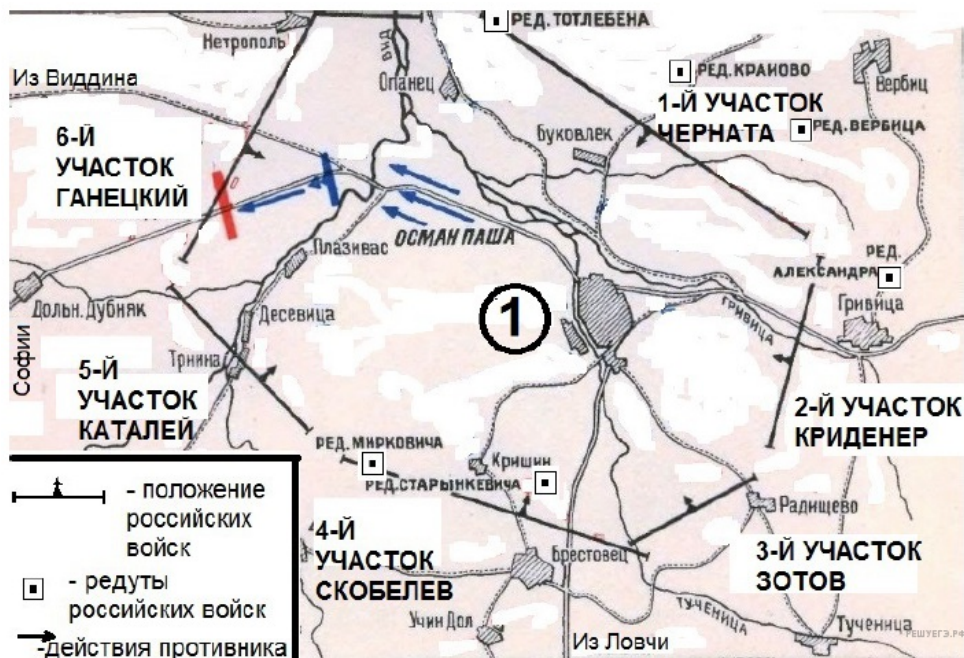 Нетрополь
РЕД. ТОТЛЕБЕНА
ВИД
Из Виддина
Опанец
РЕД. КРАЙОВО
Вербиц
1-Й УЧАСТОК
ЧЕРНАТА
РЕД. ВЕРБИЦА
Буковлек
6-Й
УЧАСТОК
ГАНЕЦКИЙ
ОСМАН ПАША
Плазивас
РЕД.
АЛЕКСАНДРА
Дольн. Дубняк
Десевица
1
ГРИВИЦА
Гривица
Софии
Трнина
5-Й
УЧАСТОК
КАТАЛЕЙ
2-Й УЧАСТОК
КРИДЕНЕР
РЕД. МИРКОВИЧА
Кришин
РЕД. СТАРЫНКЕВИЧА
Радищево
4-Й
УЧАСТОК
СКОБЕЛЕВ
Брестовец
3-Й УЧАСТОК
ЗОТОВ
Учин Дол
ТУЧЕНИЦА
Тученица
Из Ловчи
- положение
российских
войск
- редуты
российских войск
-действия противника
РЕШУЕГЭ.РФ